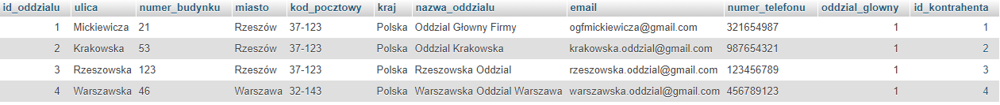 id_oddzialu ulica numer_budynku miasto kod_pocztowy kraj nazwa_oddzialu email numer_telefonu oddzial_glowny id_kontrahenta
1 Mickiewicza 21 Rzeszów 37-123 Polska Oddzial Głowny Firmy ogfmickiewicza@gmail.com 321654987 1 1
2 Krakowska 53 Rzeszów 37-123 Polska Oddzial Krakowska krakowska.oddzial@gmail.com 987654321 1 2
3 Rzeszowska 123 Rzeszów 37-123 Polska Rzeszowska Oddzial rzeszowska.oddzial@gmail.com 123456789 1 3
4 Warszawska 46 Warszawa 32-143 Polska Warszawska Oddzial Warszawa warszawska.oddzial@gmail.com 456789123 1 4